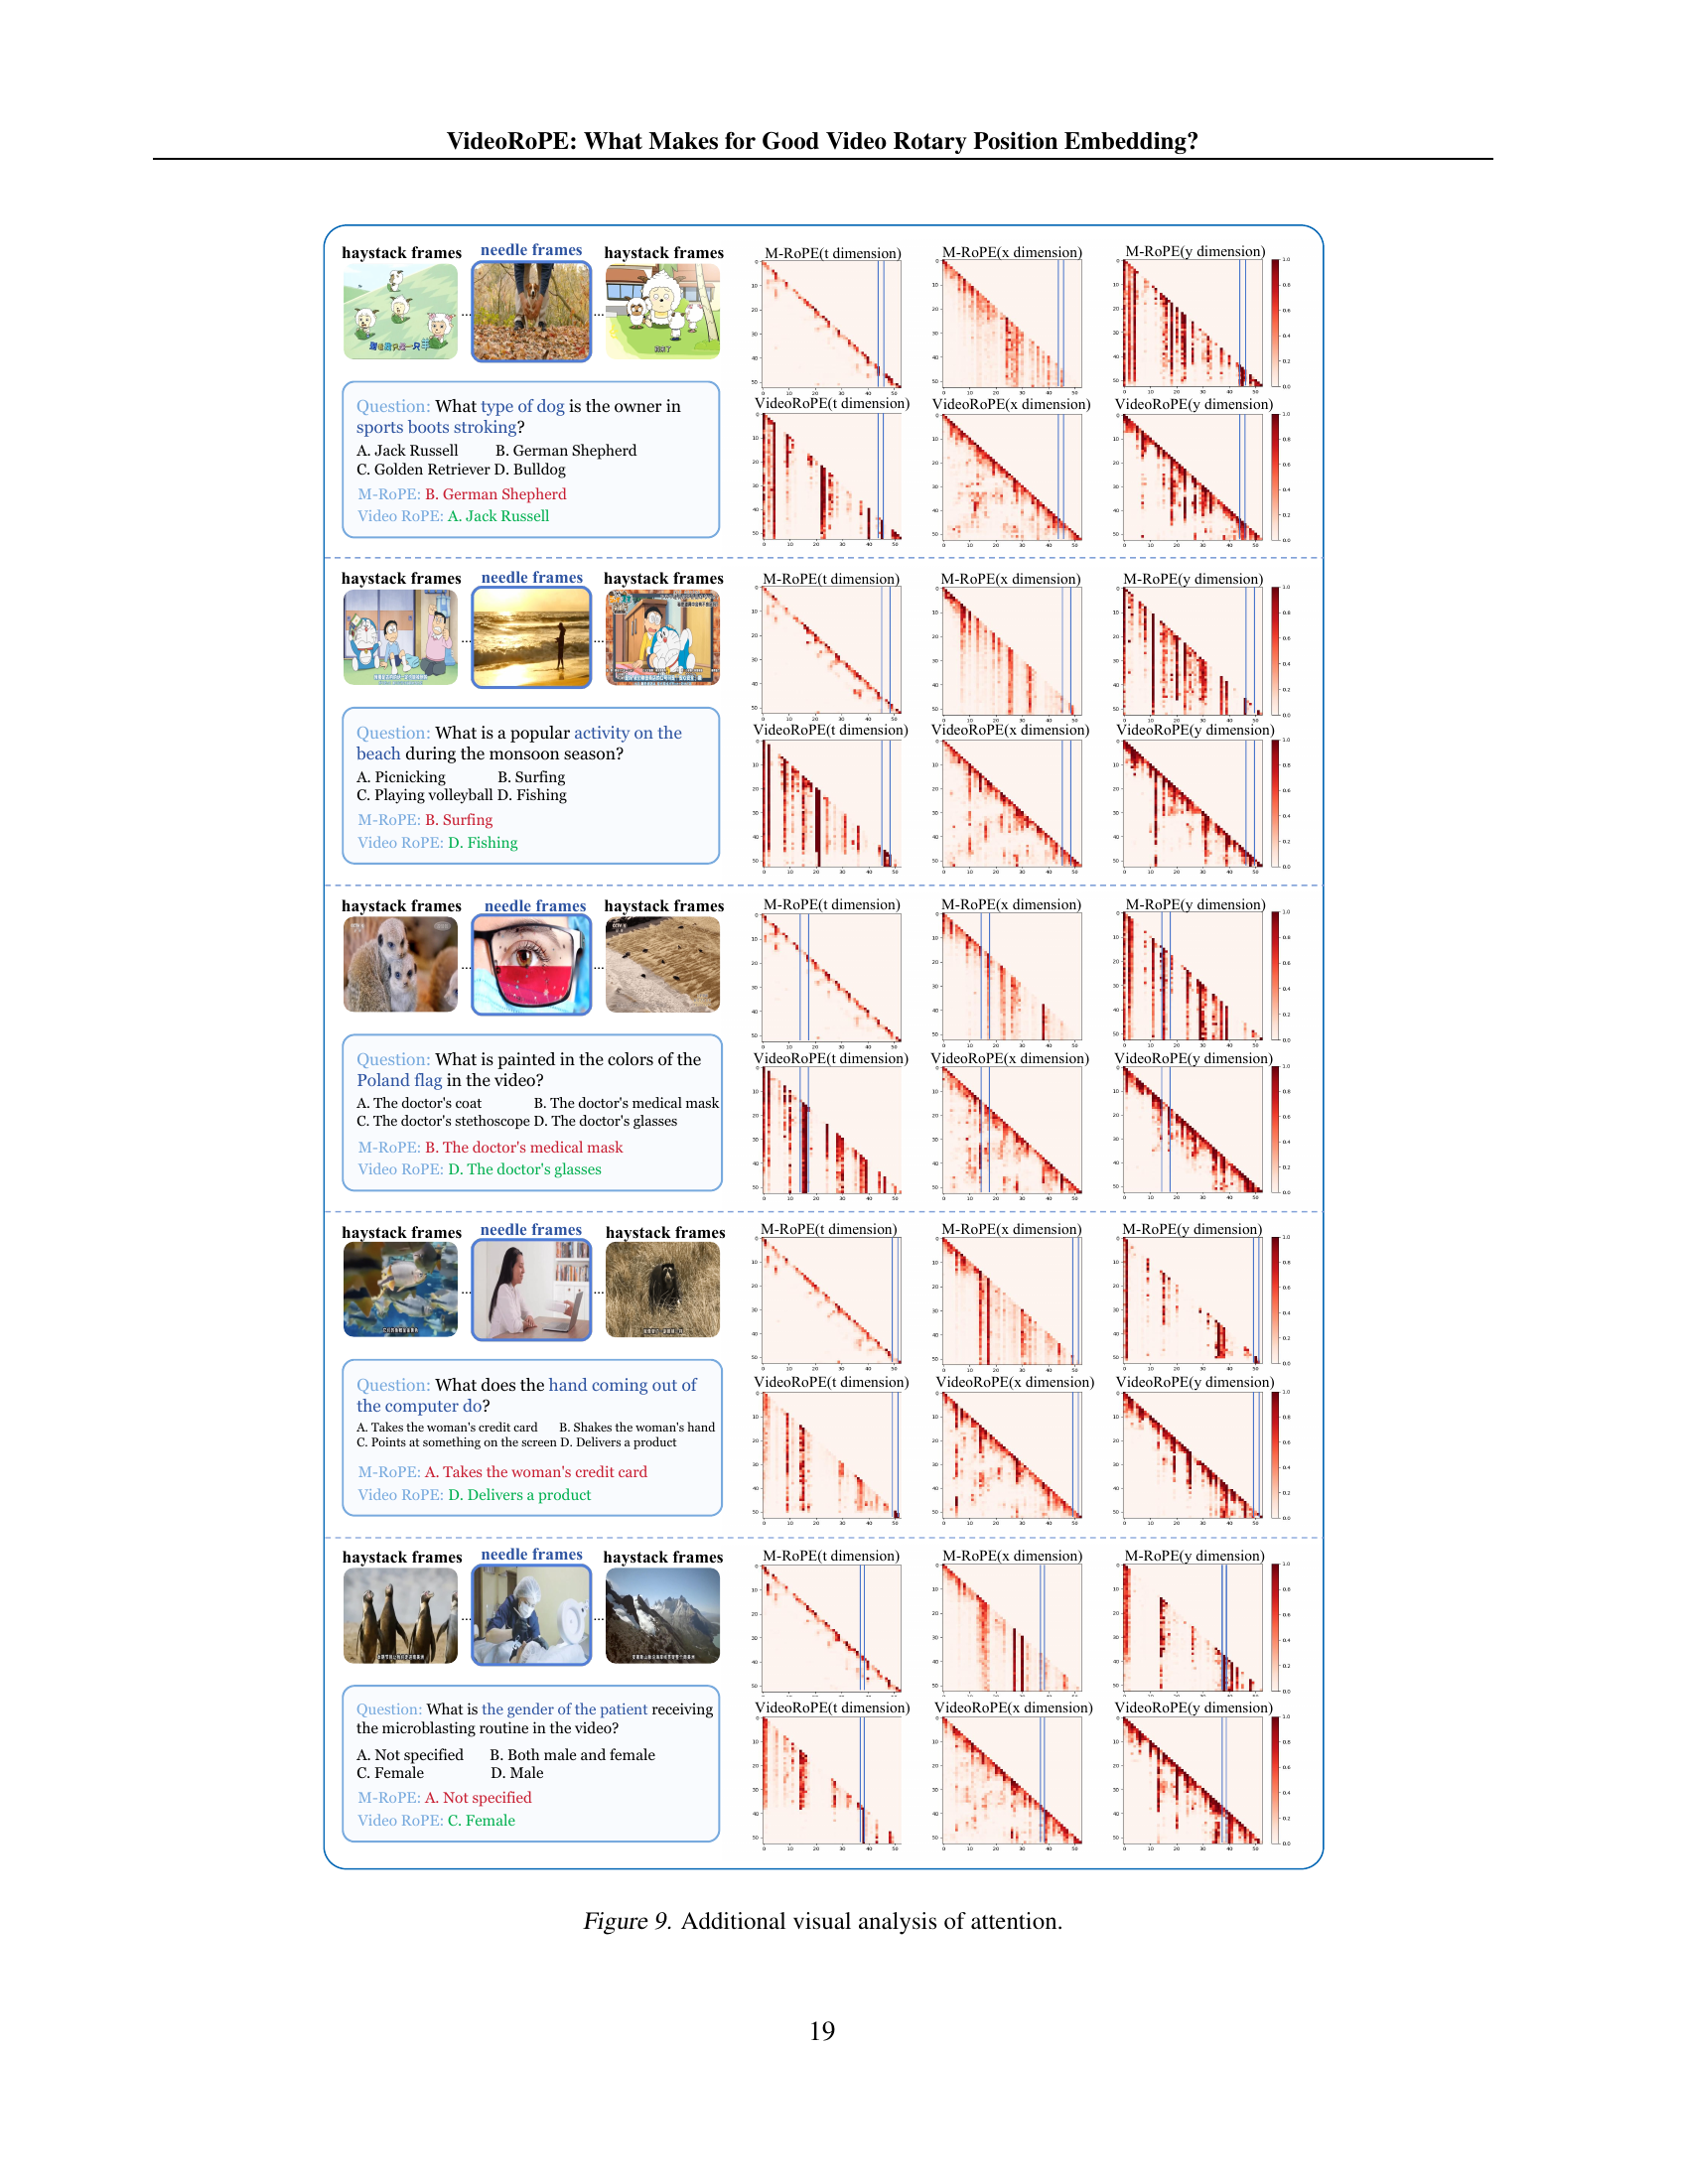 VideoRoPE: What Makes for Good Video Rotary Position Embedding?
haystack frames needle frames haystack frames
Question: What type of dog is the owner in
sports boots stroking?
A. Jack Russell B. German Shepherd
C. Golden Retriever D. Bulldog
M-RoPE: B. German Shepherd
Video RoPE: A. Jack Russell
M-RoPE(t dimension) M-RoPE(x dimension) M-RoPE(y dimension)
VideoRoPE(t dimension) VideoRoPE(x dimension) VideoRoPE(y dimension)
haystack frames needle frames haystack frames
Question: What is a popular activity on the
beach during the monsoon season?
A. Picnicking B. Surfing
C. Playing volleyball D. Fishing
M-RoPE: B. Surfing
Video RoPE: D. Fishing
M-RoPE(t dimension) M-RoPE(x dimension) M-RoPE(y dimension)
VideoRoPE(t dimension) VideoRoPE(x dimension) VideoRoPE(y dimension)
haystack frames needle frames haystack frames
Question: What is painted in the colors of the
Poland flag in the video?
A. The doctor's coat B. The doctor's medical mask
C. The doctor's stethoscope D. The doctor's glasses
M-RoPE: B. The doctor's medical mask
Video RoPE: D. The doctor's glasses
M-RoPE(t dimension) M-RoPE(x dimension) M-RoPE(y dimension)
VideoRoPE(t dimension) VideoRoPE(x dimension) VideoRoPE(y dimension)
haystack frames needle frames haystack frames
Question: What does the hand coming out of
the computer do?
A. Takes the woman's credit card B. Shakes the woman's hand
C. Points at something on the screen D. Delivers a product
M-RoPE: A. Takes the woman's credit card
Video RoPE: D. Delivers a product
M-RoPE(t dimension) M-RoPE(x dimension) M-RoPE(y dimension)
VideoRoPE(t dimension) VideoRoPE(x dimension) VideoRoPE(y dimension)
haystack frames needle frames haystack frames
Question: What is the gender of the patient receiving
the microblasting routine in the video?
A. Not specified B. Both male and female
C. Female D. Male
M-RoPE: A. Not specified
Video RoPE: C. Female
M-RoPE(t dimension) M-RoPE(x dimension) M-RoPE(y dimension)
VideoRoPE(t dimension) VideoRoPE(x dimension) VideoRoPE(y dimension)
Figure 9. Additional visual analysis of attention.
19